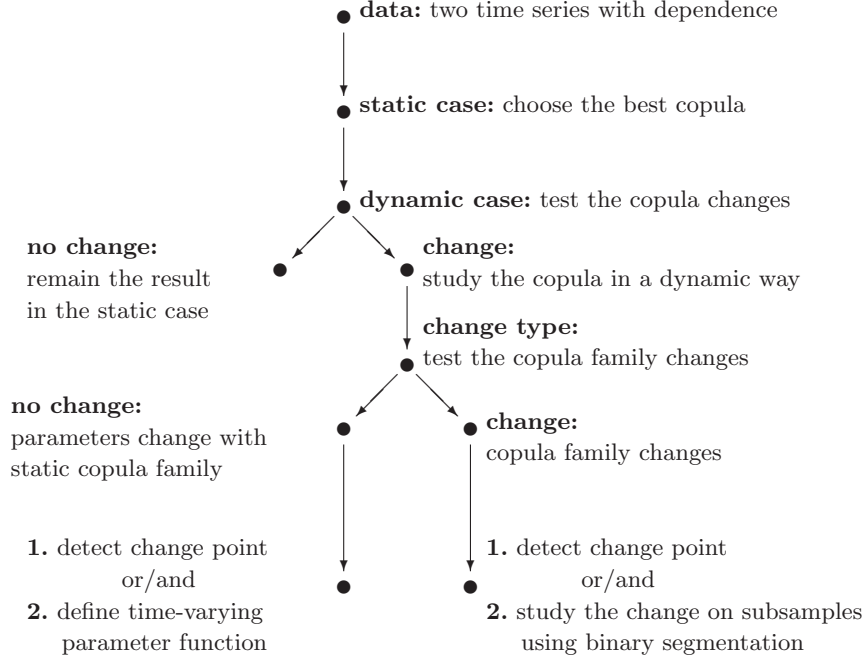 data: two time series with dependence
static case: choose the best copula
dynamic case: test the copula changes
no change:
remain the result
in the static case
change:
study the copula in a dynamic way
change type:
test the copula family changes
no change:
parameters change with
static copula family
change:
copula family changes
1. detect change point
or/and
2. define time-varying
parameter function
1. detect change point
or/and
2. study the change on subsamples
using binary segmentation